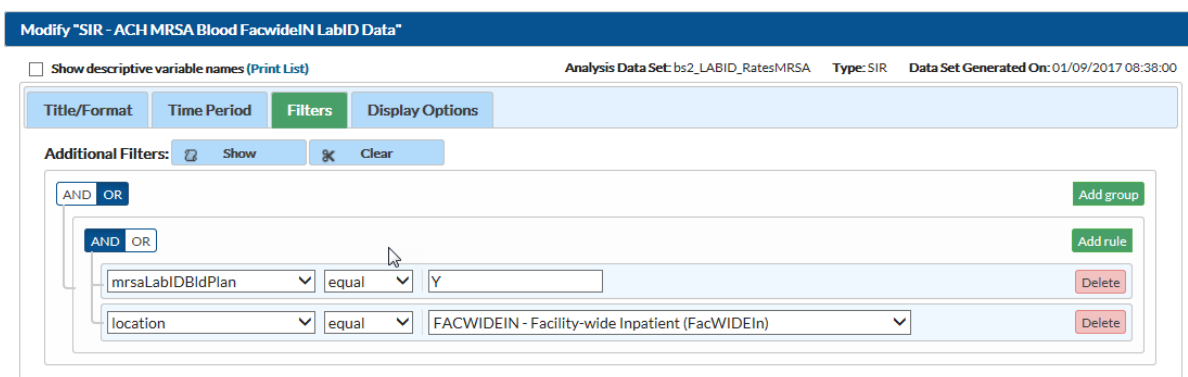 Modify "SIR - ACH MRSA Blood FacwideIN LabID Data"
Show descriptive variable names (Print List) Analysis Data Set: bs2_LABID_RatesMRSA Type: SIR Data Set Generated On: 01/09/2017 08:38:00
Title/Format Time Period Filters Display Options
Additional Filters: Show Clear
AND OR Add group
AND OR Add rule
mrsaLabIDBldPlan equal Y Delete
location equal FACWIDEIN - Facility-wide Inpatient (FacWIDEIn) Delete